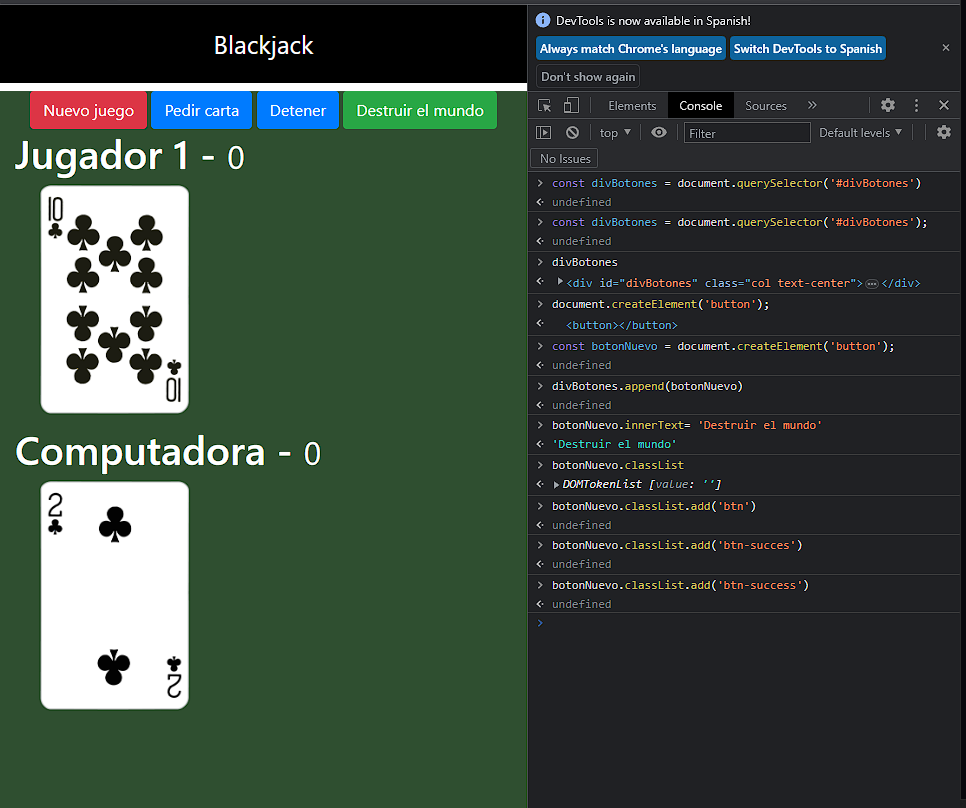 Blackjack
Nuevo juego Pedir carta Detener Destruir el mundo
Jugador 1 - 0
10
10
Computadora - 0
2
2
DevTools is now available in Spanish!
Always match Chrome's language Switch DevTools to Spanish
Don't show again
Elements Console Sources
top Filter Default levels
No Issues
const divBotones = document.querySelector('#divBotones')
undefined
const divBotones = document.querySelector('#divBotones');
undefined
divBotones
<div id="divBotones" class="col text-center">…</div>
document.createElement('button');
<button></button>
const botonNuevo = document.createElement('button');
undefined
divBotones.append(botonNuevo)
undefined
botonNuevo.innerText= 'Destruir el mundo'
'Destruir el mundo'
botonNuevo.classList
DOMTokenList [value: '']
botonNuevo.classList.add('btn')
undefined
botonNuevo.classList.add('btn-succes')
undefined
botonNuevo.classList.add('btn-success')
undefined